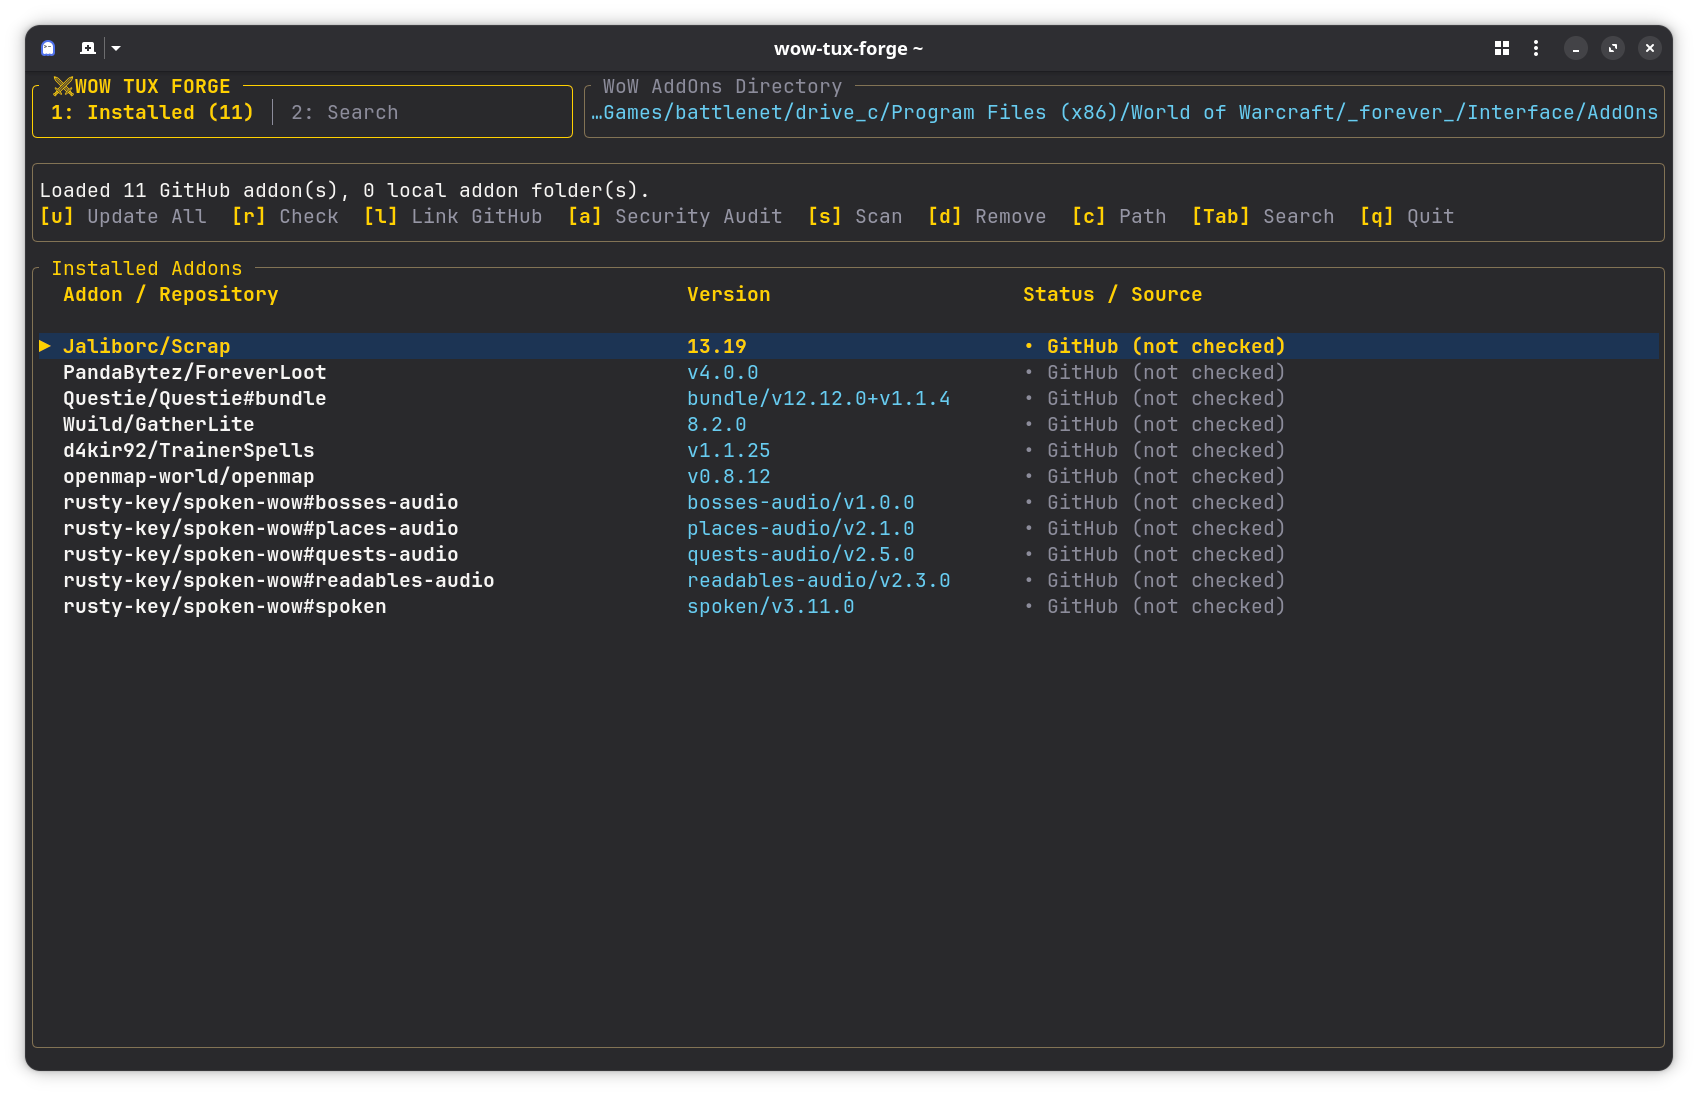 wow-tux-forge ~
⚔WOW TUX FORGE
1: Installed (11) │ 2: Search
WoW AddOns Directory
…Games/battlenet/drive_c/Program Files (x86)/World of Warcraft/_forever_/Interface/AddOns
Loaded 11 GitHub addon(s), 0 local addon folder(s).
[u] Update All [r] Check [l] Link GitHub [a] Security Audit [s] Scan [d] Remove [c] Path [Tab] Search [q] Quit
Installed Addons
Addon / Repository Version Status / Source
▶ Jaliborc/Scrap 13.19 • GitHub (not checked)
PandaBytez/ForeverLoot v4.0.0 • GitHub (not checked)
Questie/Questie#bundle bundle/v12.12.0+v1.1.4 • GitHub (not checked)
Wuild/GatherLite 8.2.0 • GitHub (not checked)
d4kir92/TrainerSpells v1.1.25 • GitHub (not checked)
openmap-world/openmap v0.8.12 • GitHub (not checked)
rusty-key/spoken-wow#bosses-audio bosses-audio/v1.0.0 • GitHub (not checked)
rusty-key/spoken-wow#places-audio places-audio/v2.1.0 • GitHub (not checked)
rusty-key/spoken-wow#quests-audio quests-audio/v2.5.0 • GitHub (not checked)
rusty-key/spoken-wow#readables-audio readables-audio/v2.3.0 • GitHub (not checked)
rusty-key/spoken-wow#spoken spoken/v3.11.0 • GitHub (not checked)